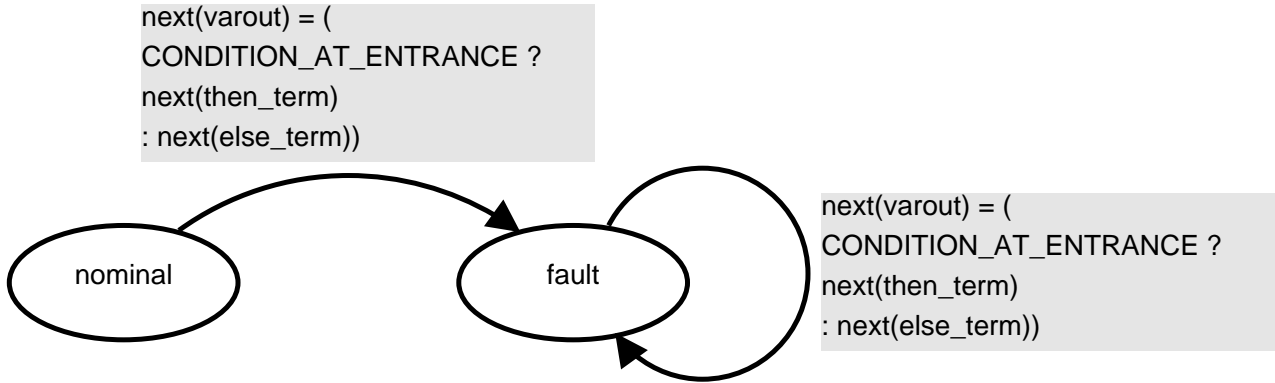 next(varout) = (
CONDITION_AT_ENTRANCE ?
next(then_term)
: next(else_term))
nominal
fault
next(varout) = (
CONDITION_AT_ENTRANCE ?
next(then_term)
: next(else_term))